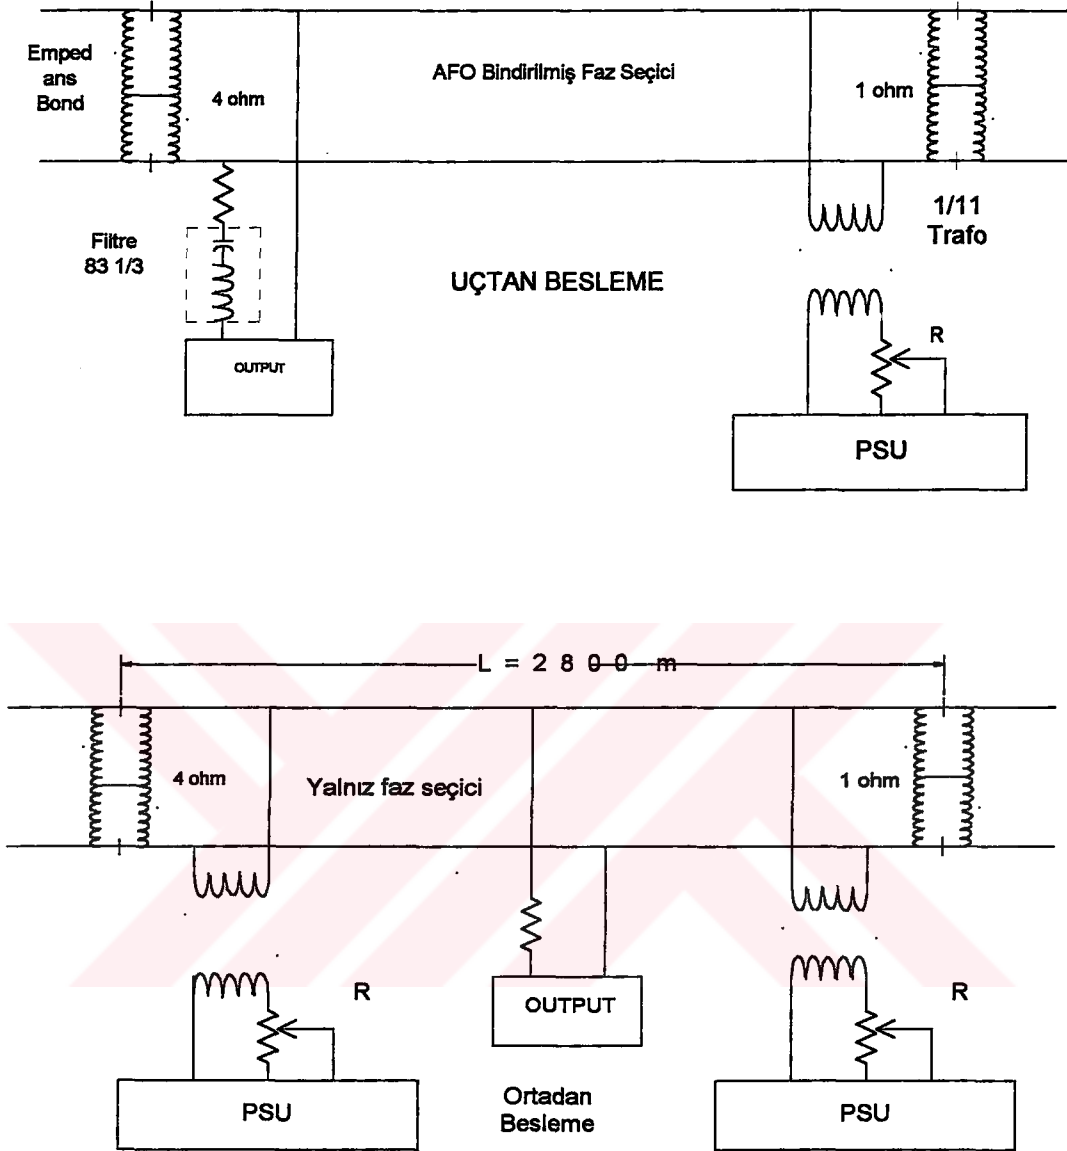 Emped
ans
Bond
4 ohm
AFO Bindirilmiş Faz Seçici
1 ohm
Filtre
83 1/3
1/11
Trafo
UÇTAN BESLEME
R
OUTPUT
PSU
L = 2 8 0 0 m
4 ohm
Yalnız faz seçici
1 ohm
R
OUTPUT
R
PSU
Ortadan
Besleme
PSU